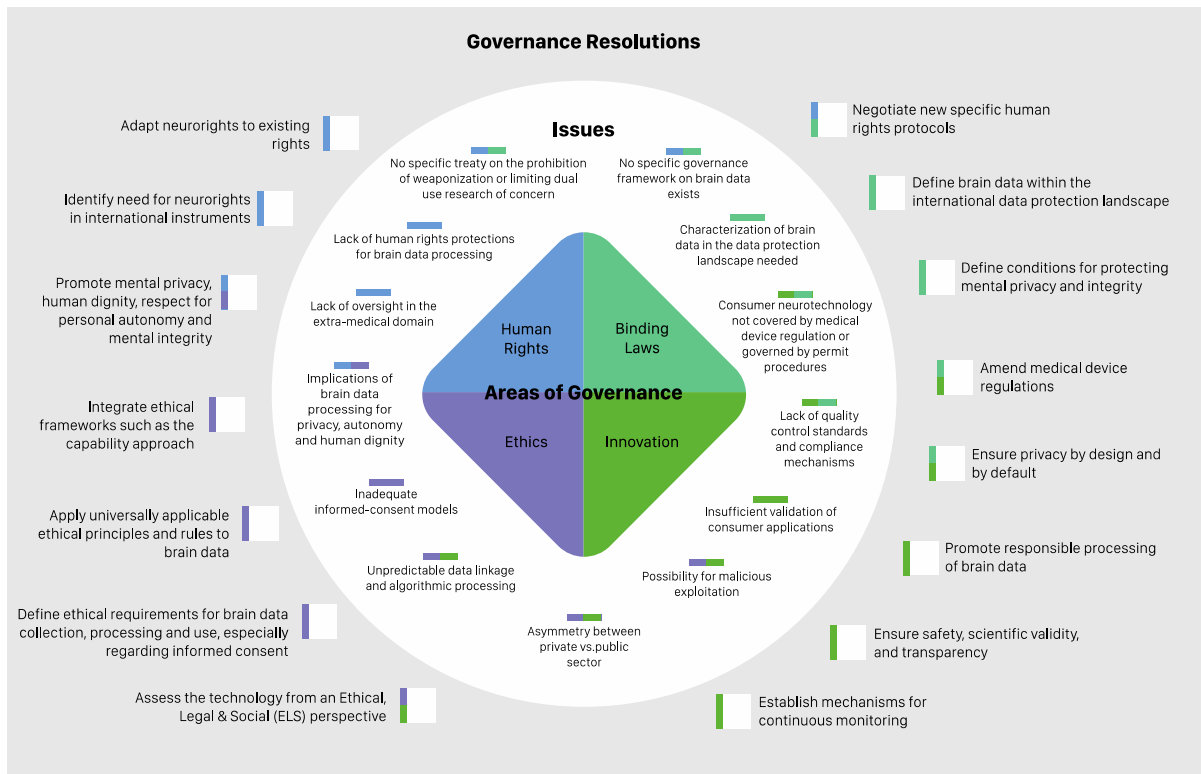 Governance Resolutions
Adapt neurorights to existing
rights
Identify need for neurorights
in international instruments
Promote mental privacy,
human dignity, respect for
personal autonomy and
mental integrity
Integrate ethical
frameworks such as the
capability approach
Apply universally applicable
ethical principles and rules to
brain data
Define ethical requirements for brain data
collection, processing and use, especially
regarding informed consent
Assess the technology from an Ethical,
Legal & Social (ELS) perspective
Issues
No specific treaty on the prohibition
of weaponization or limiting dual
use research of concern
Lack of human rights protections
for brain data processing
Lack of oversight in the
extra-medical domain
Implications of
brain data
processing for
privacy, autonomy
and human dignity
Inadequate
informed-consent models
Unpredictable data linkage
and algorithmic processing
Asymmetry between
private vs.public
sector
No specific governance
framework on brain data
exists
Characterization of brain
data in the data protection
landscape needed
Consumer neurotechnology
not covered by medical
device regulation or
governed by permit
procedures
Lack of quality
control standards
and compliance
mechanisms
Insufficient validation of
consumer applications
Possibility for malicious
exploitation
Human
Rights
Binding
Laws
Areas of Governance
Ethics
Innovation
Negotiate new specific human
rights protocols
Define brain data within the
international data protection landscape
Define conditions for protecting
mental privacy and integrity
Amend medical device
regulations
Ensure privacy by design and
by default
Promote responsible processing
of brain data
Ensure safety, scientific validity,
and transparency
Establish mechanisms for
continuous monitoring